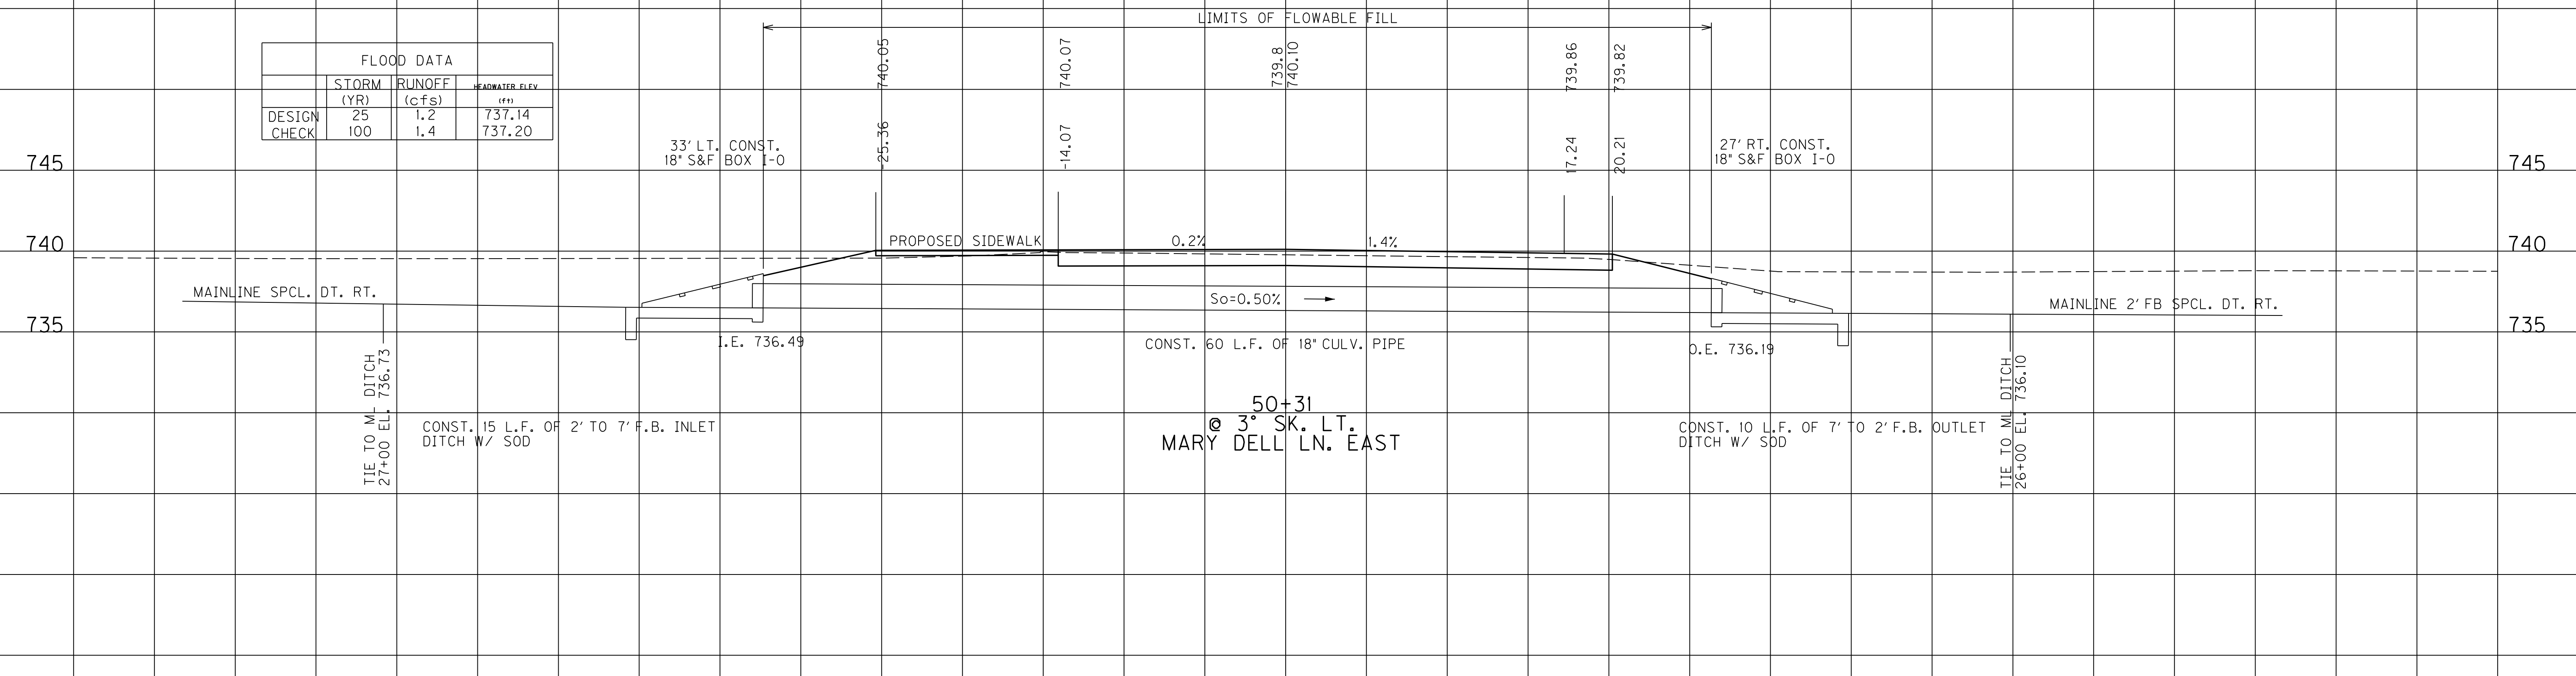 LIMITS OF FLOWABLE FILL
FLOOD DATA
STORM (YR) RUNOFF (cfs) HEADWATER ELEV (ft)
DESIGN 25 1.2 737.14
CHECK 100 1.4 737.20
740.05
740.07
739.8
740.10
739.86
739.82
-25.36
-14.07
17.24
20.21
33' LT. CONST.
18" S&F BOX I-O
27' RT. CONST.
18" S&F BOX I-O
745
745
740
PROPOSED SIDEWALK
0.2%
1.4%
740
MAINLINE SPCL. DT. RT.
So=0.50%
MAINLINE 2' FB SPCL. DT. RT.
735
735
I.E. 736.49
CONST. 60 L.F. OF 18" CULV. PIPE
O.E. 736.19
TIE TO ML DITCH
27+00 EL. 736.73
CONST. 15 L.F. OF 2' TO 7' F.B. INLET
DITCH W/ SOD
50+31
@ 3° SK. LT.
MARY DELL LN. EAST
CONST. 10 L.F. OF 7' TO 2' F.B. OUTLET
DITCH W/ SOD
TIE TO ML DITCH
26+00 EL. 736.10